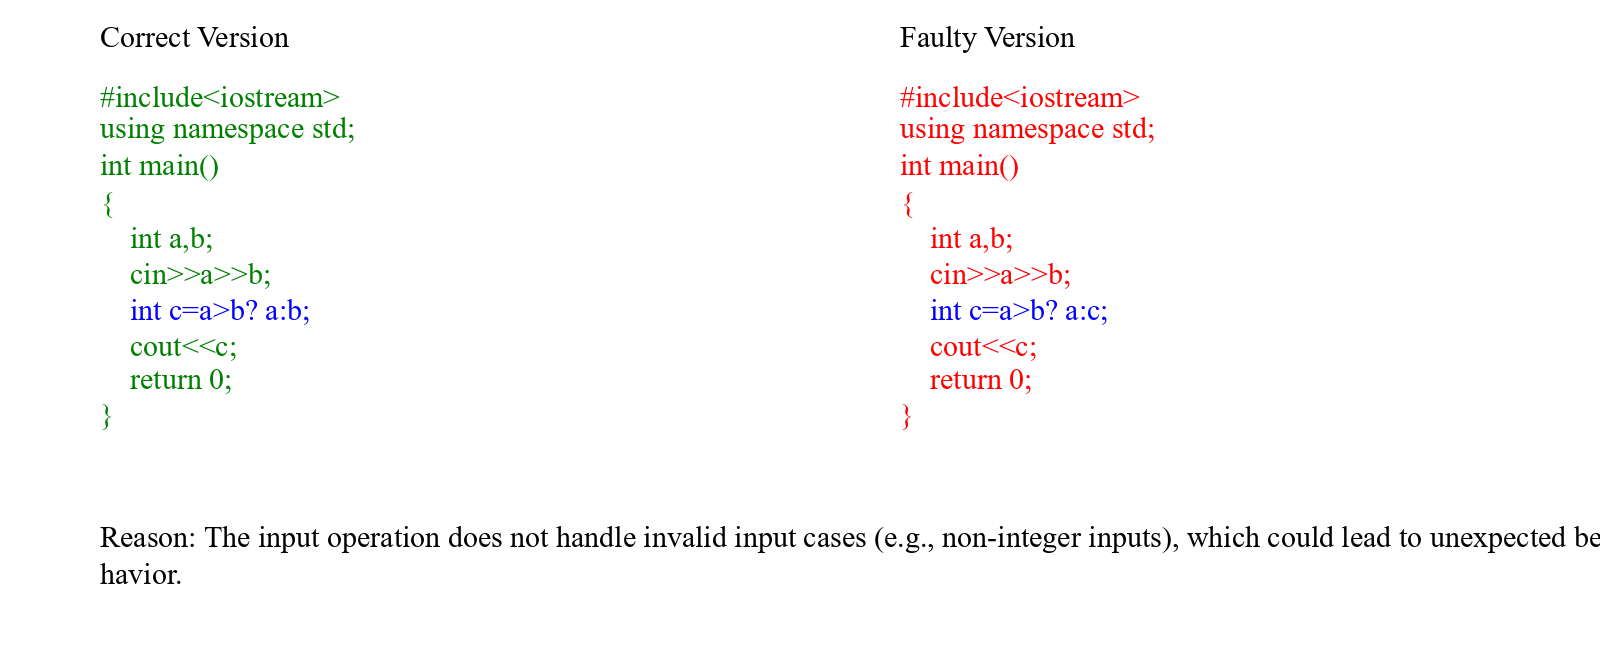 Correct Version
#include<iostream>
using namespace std;
int main()
{
    int a,b;
    cin>>a>>b;
    int c=a>b? a:b;
    cout<<c;
    return 0;
}
Faulty Version
#include<iostream>
using namespace std;
int main()
{
    int a,b;
    cin>>a>>b;
    int c=a>b? a:c;
    cout<<c;
    return 0;
}
Reason: The input operation does not handle invalid input cases (e.g., non-integer inputs), which could lead to unexpected be
havior.